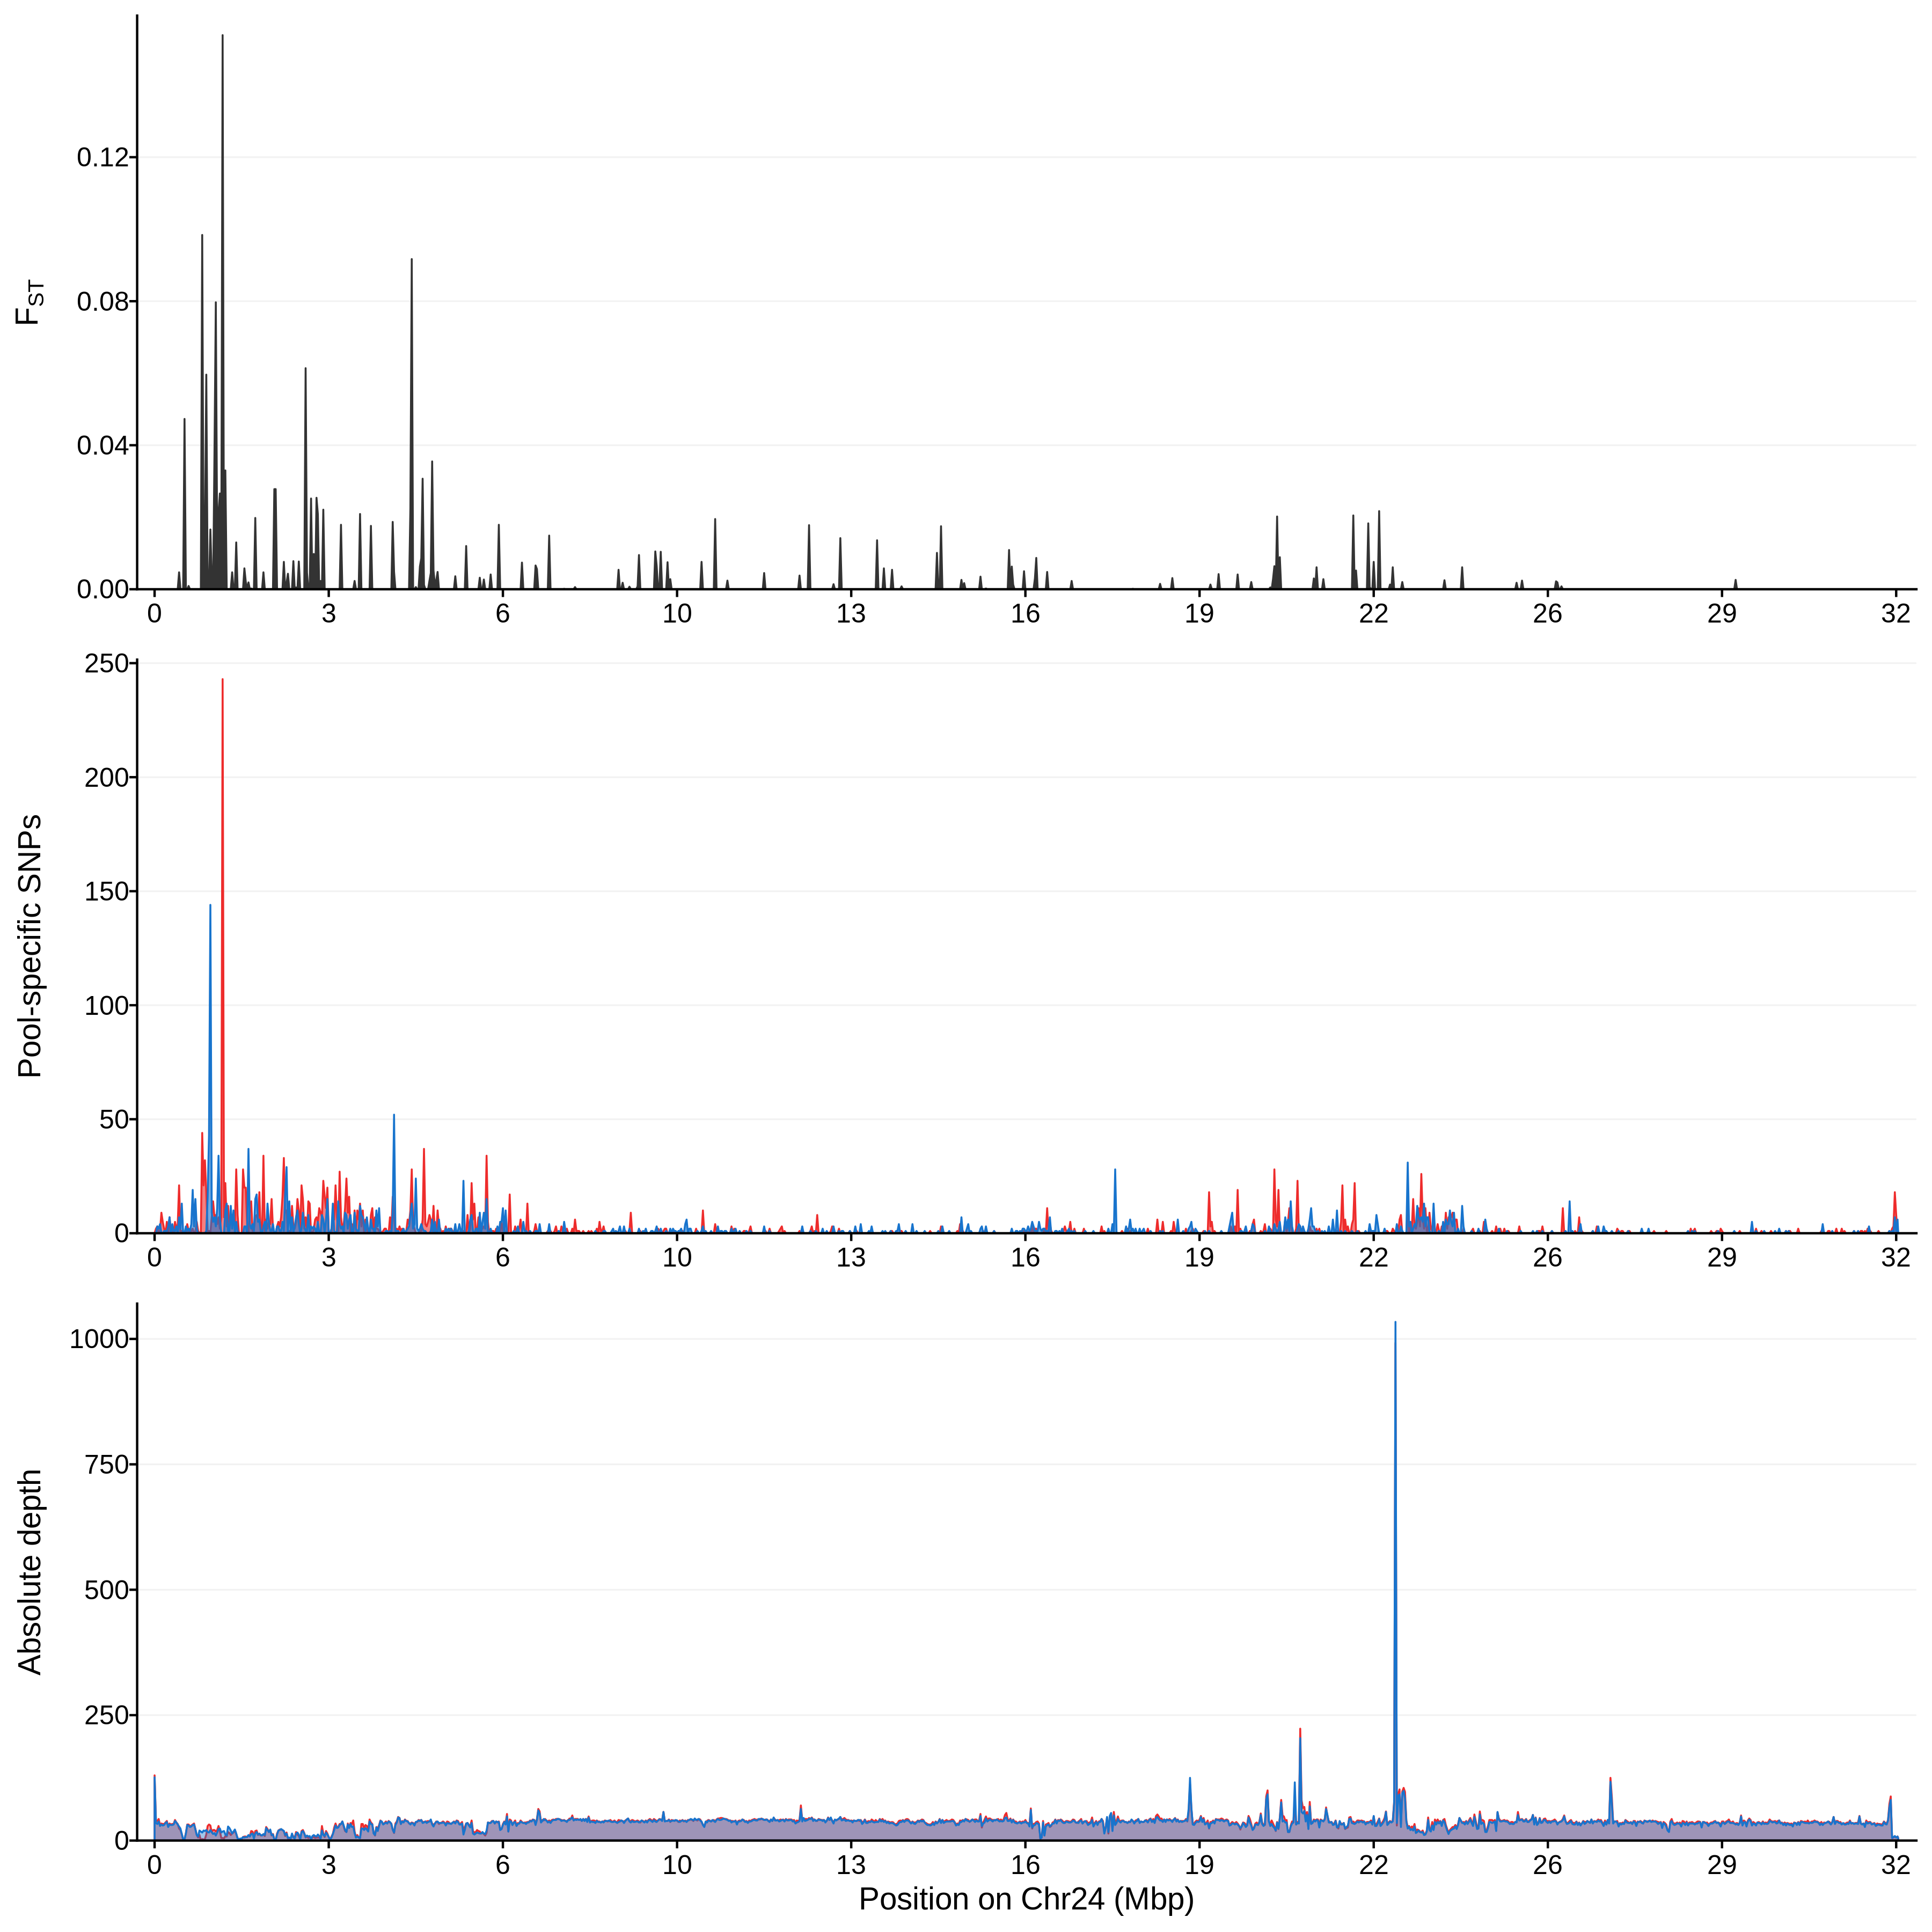 0.12
0.08
0.04
0.00
F_ST
0 3 6 10 13 16 19 22 26 29 32
250
200
150
100
50
0
Pool-specific SNPs
0 3 6 10 13 16 19 22 26 29 32
1000
750
500
250
0
Absolute depth
0 3 6 10 13 16 19 22 26 29 32
Position on Chr24 (Mbp)